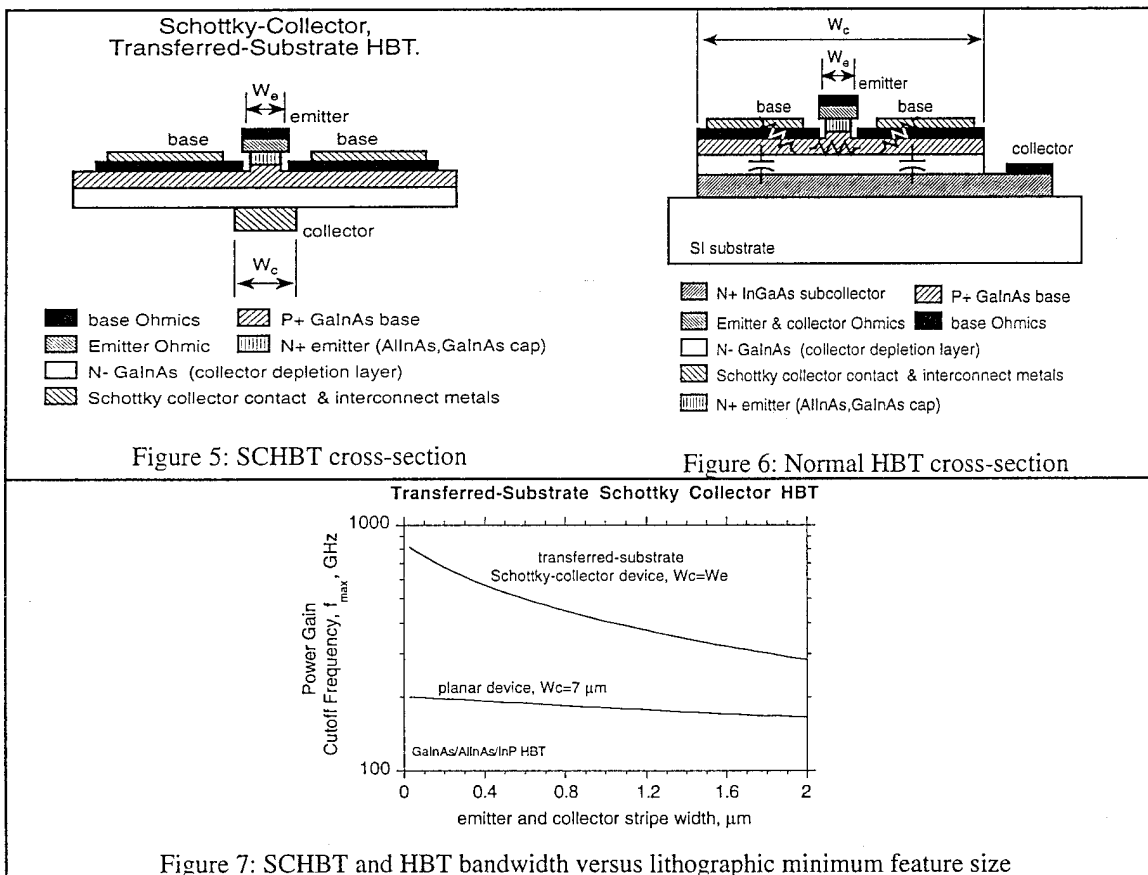 Schottky-Collector,
Transferred-Substrate HBT.
We
emitter
base
base
collector
Wc
base Ohmics
P+ GaInAs base
Emitter Ohmic
N+ emitter (AlInAs,GaInAs cap)
N- GaInAs (collector depletion layer)
Schottky collector contact & interconnect metals
Figure 5: SCHBT cross-section
Wc
We
emitter
base
base
collector
SI substrate
N+ InGaAs subcollector
P+ GaInAs base
Emitter & collector Ohmics
base Ohmics
N- GaInAs (collector depletion layer)
Schottky collector contact & interconnect metals
N+ emitter (AlInAs,GaInAs cap)
Figure 6: Normal HBT cross-section
Transferred-Substrate Schottky Collector HBT
1000
transferred-substrate
Schottky-collector device, Wc=We
Power Gain
Cutoff Frequency, fmax, GHz
planar device, Wc=7 µm
GaInAs/AlInAs/InP HBT
100
0 0.4 0.8 1.2 1.6 2
emitter and collector stripe width, µm
Figure 7: SCHBT and HBT bandwidth versus lithographic minimum feature size